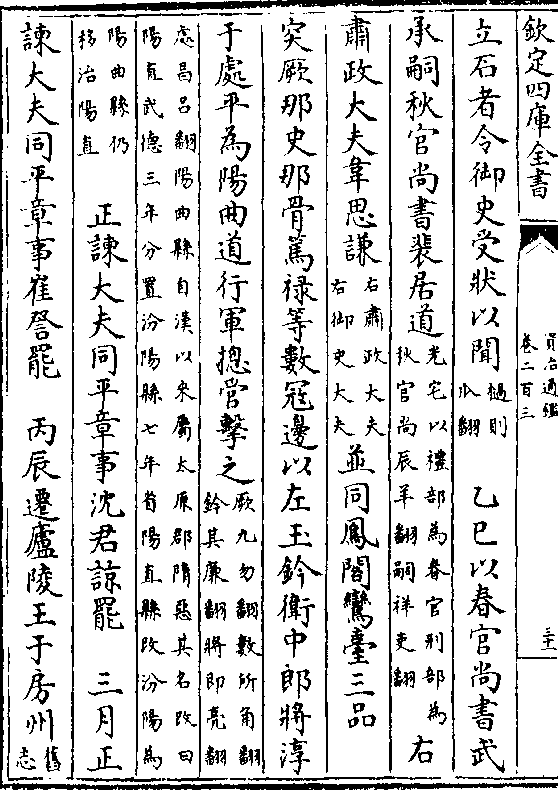 欽定四庫全書
資治通鑑
卷二百三
三十一
立石者令御史受狀以聞 檛則
瓜翻
乙巳以春官尚書武
承嗣秋官尚書裴居道 光宅以禮部為春官刑部為
秋官尚辰羊翻嗣祥吏翻
右
肅政大夫韋思謙 右肅政大夫
右御史大夫
並同鳳閣鸞臺三品
突厥那史那骨篤禄等數冦邊以左玉鈐衛中郎將淳
于處平為陽曲道行軍總管擊之 厥九勿翻數所角翻
鈐其亷翻將即亮翻
處昌呂翻陽曲縣自漢以來屬太原郡隋惡其名改曰
陽直武徳三年分置汾陽縣七年省陽直縣改汾陽為
陽曲縣仍
移治陽直
正諫大夫同平章事沈君諒罷 三月正
諫大夫同平章事崔詧罷 丙辰遷廬陵王于房州 舊
志